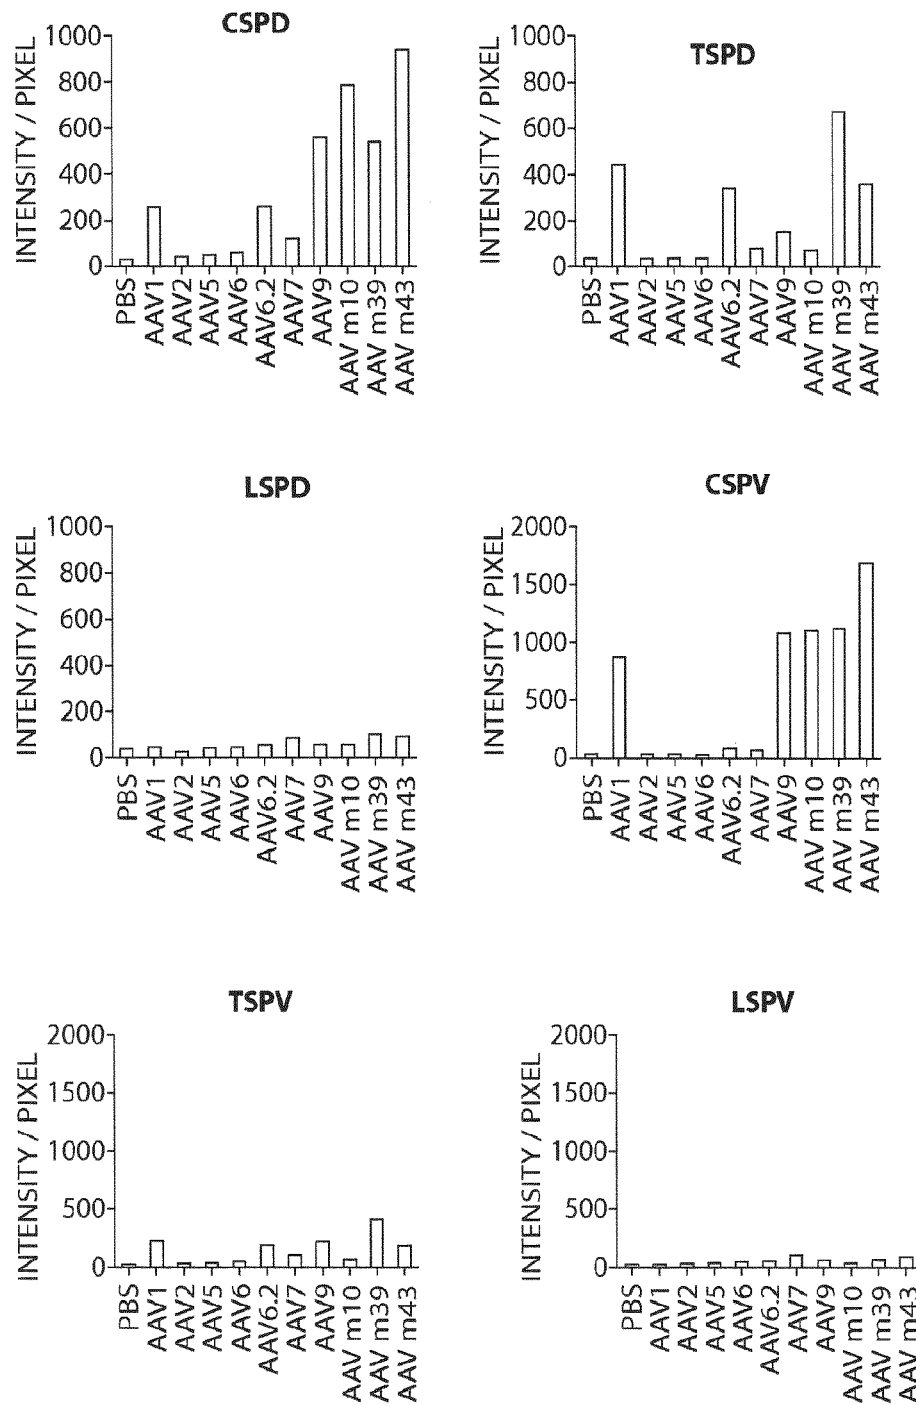 CSPD
INTENSITY / PIXEL
1000
800
600
400
200
0
PBS
AAV1
AAV2
AAV5
AAV6
AAV6.2
AAV7
AAV9
AAV m10
AAV m39
AAV m43
TSPD
INTENSITY / PIXEL
1000
800
600
400
200
0
PBS
AAV1
AAV2
AAV5
AAV6
AAV6.2
AAV7
AAV9
AAV m10
AAV m39
AAV m43
LSPD
INTENSITY / PIXEL
1000
800
600
400
200
0
PBS
AAV1
AAV2
AAV5
AAV6
AAV6.2
AAV7
AAV9
AAV m10
AAV m39
AAV m43
CSPV
INTENSITY / PIXEL
2000
1500
1000
500
0
PBS
AAV1
AAV2
AAV5
AAV6
AAV6.2
AAV7
AAV9
AAV m10
AAV m39
AAV m43
TSPV
INTENSITY / PIXEL
2000
1500
1000
500
0
PBS
AAV1
AAV2
AAV5
AAV6
AAV6.2
AAV7
AAV9
AAV m10
AAV m39
AAV m43
LSPV
INTENSITY / PIXEL
2000
1500
1000
500
0
PBS
AAV1
AAV2
AAV5
AAV6
AAV6.2
AAV7
AAV9
AAV m10
AAV m39
AAV m43